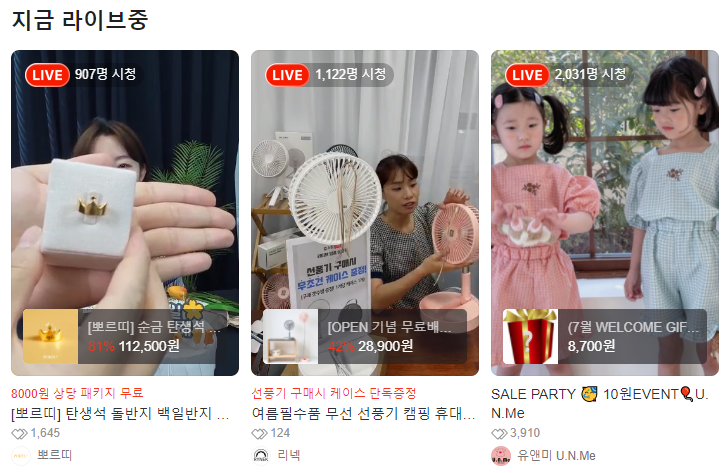 지금 라이브중
LIVE 907명 시청
[뽀르띠] 순금 탄생석 ...
61% 112,500원
8000원 상당 패키지 무료
[뽀르띠] 탄생석 돌반지 백일반지 ...
1,645
뽀르띠
LIVE 1,122명 시청
선풍기 구매시
무조건 케이스 증정!
[OPEN 기념 무료배...
42% 28,900원
선풍기 구매시 케이스 단독증정
여름필수품 무선 선풍기 캠핑 휴대...
124
리넥
LIVE 2,031명 시청
(7월 WELCOME GIF...
8,700원
SALE PARTY 🥳 10원EVENT🎈U.
N.Me
3,910
U.N.Me
유앤미 U.N.Me